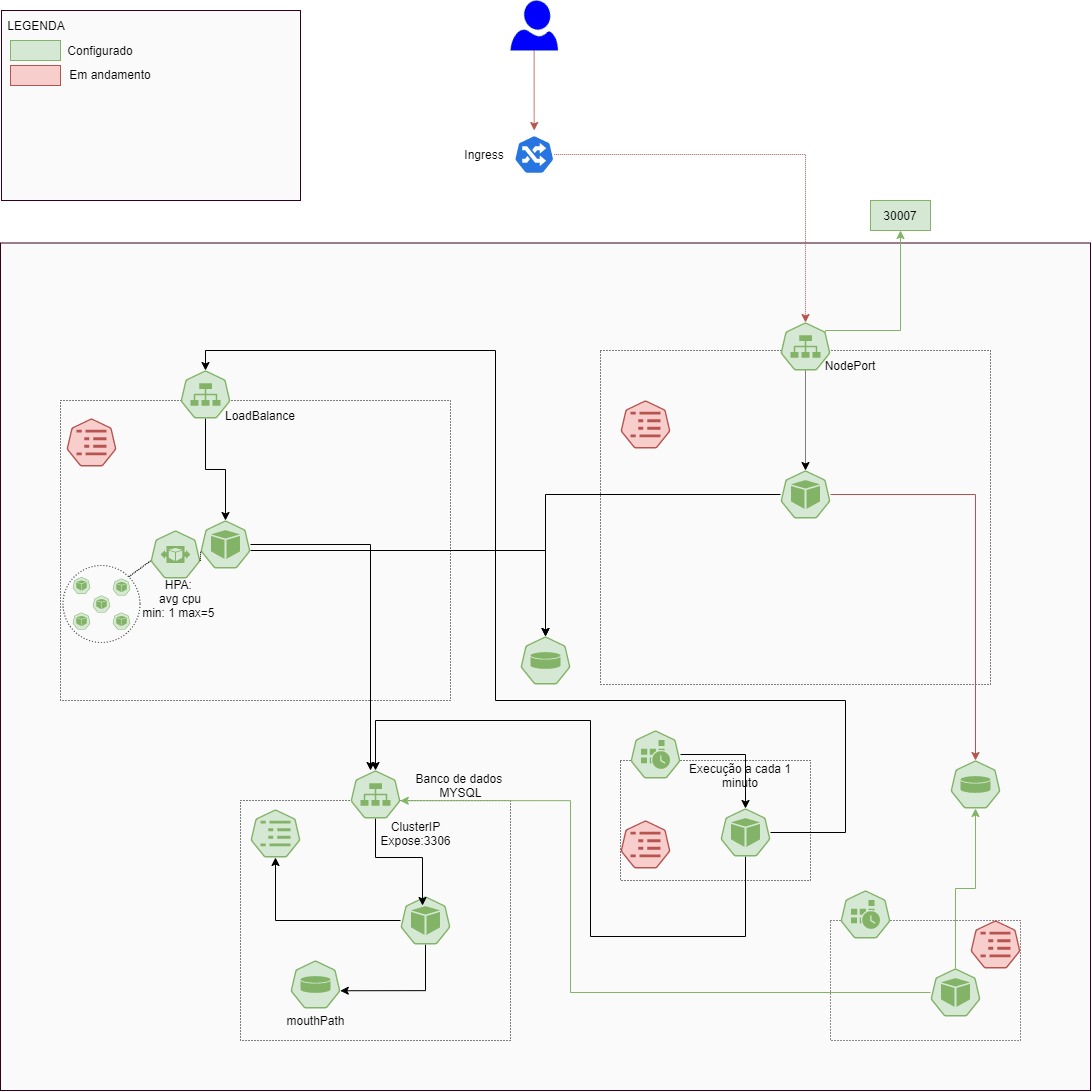 LEGENDA
Configurado
Em andamento
Ingress
30007
NodePort
LoadBalance
HPA:
avg cpu
min: 1 max=5
Banco de dados
MYSQL
Execução a cada 1
minuto
ClusterIP
Expose:3306
mouthPath